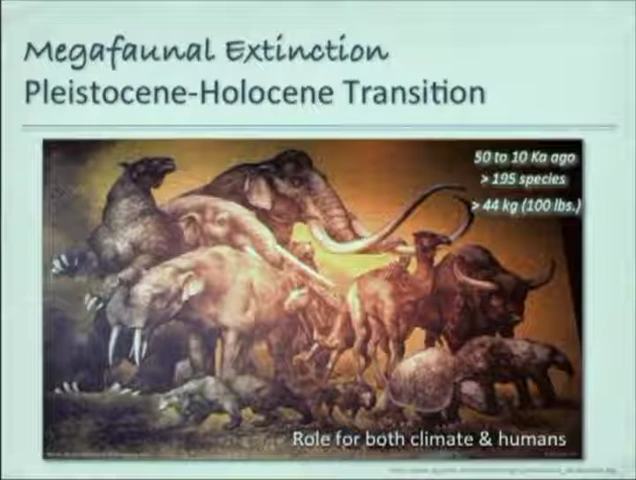 Megafaunal Extinction
Pleistocene-Holocene Transition
50 to 10 Ka ago
> 195 species
> 44 kg (100 lbs.)
Role for both climate & humans